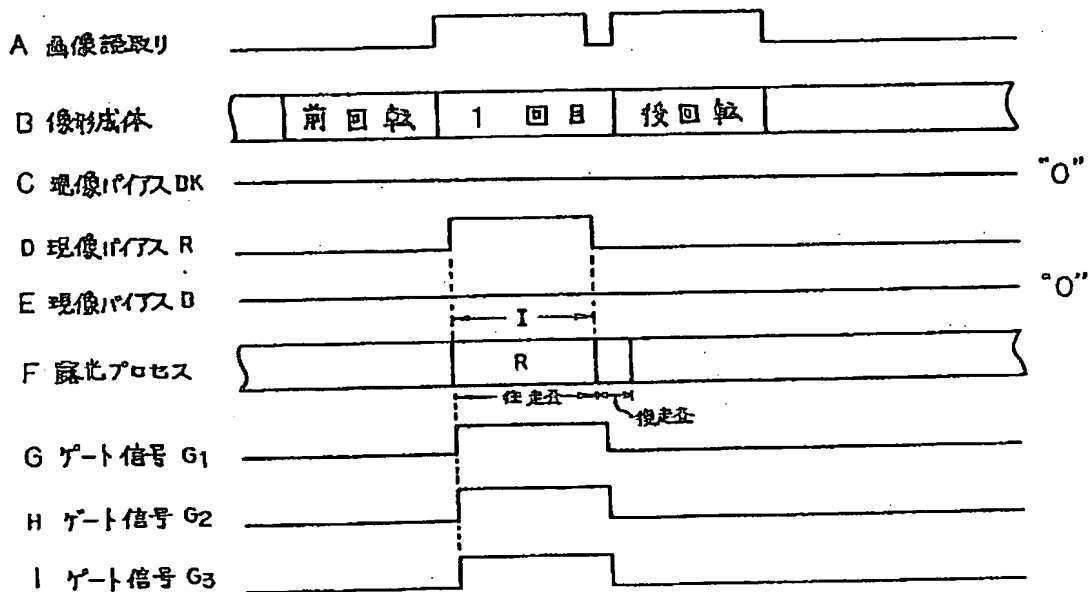 A 画像読取り
B 像形成体
前回転
1 回目
後回転
C 現像バイアス BK
"0"
D 現像バイアス R
E 現像バイアス B
"0"
I
F 露光プロセス
R
往走査
復走査
G ゲート信号 G1
H ゲート信号 G2
I ゲート信号 G3